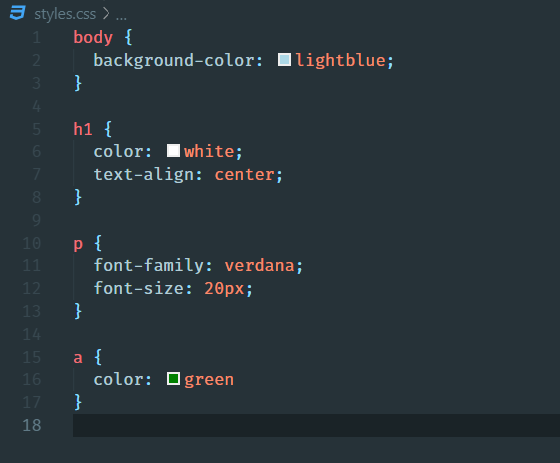 styles.css > ...
1 body {
2 background-color: lightblue;
3 }
4
5 h1 {
6 color: white;
7 text-align: center;
8 }
9
10 p {
11 font-family: verdana;
12 font-size: 20px;
13 }
14
15 a {
16 color: green
17 }
18